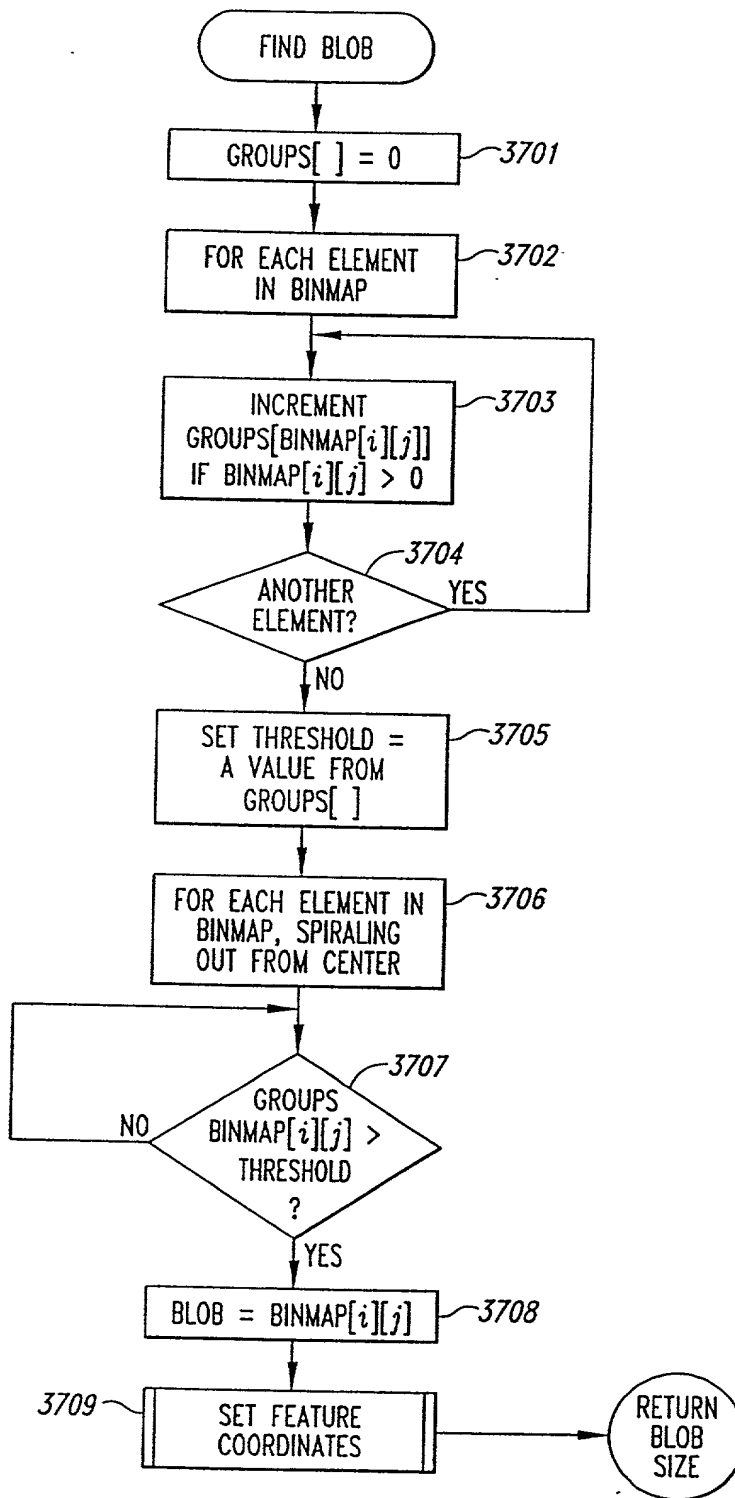 FIND BLOB
GROUPS[ ] = 0
3701
FOR EACH ELEMENT
IN BINMAP
3702
INCREMENT
GROUPS[BINMAP[i][j]]
IF BINMAP[i][j] > 0
3703
3704
ANOTHER
ELEMENT?
YES
NO
SET THRESHOLD =
A VALUE FROM
GROUPS[ ]
3705
FOR EACH ELEMENT IN
BINMAP, SPIRALING
OUT FROM CENTER
3706
3707
GROUPS
BINMAP[i][j] >
THRESHOLD
?
NO
YES
BLOB = BINMAP[i][j]
3708
3709
SET FEATURE
COORDINATES
RETURN
BLOB
SIZE